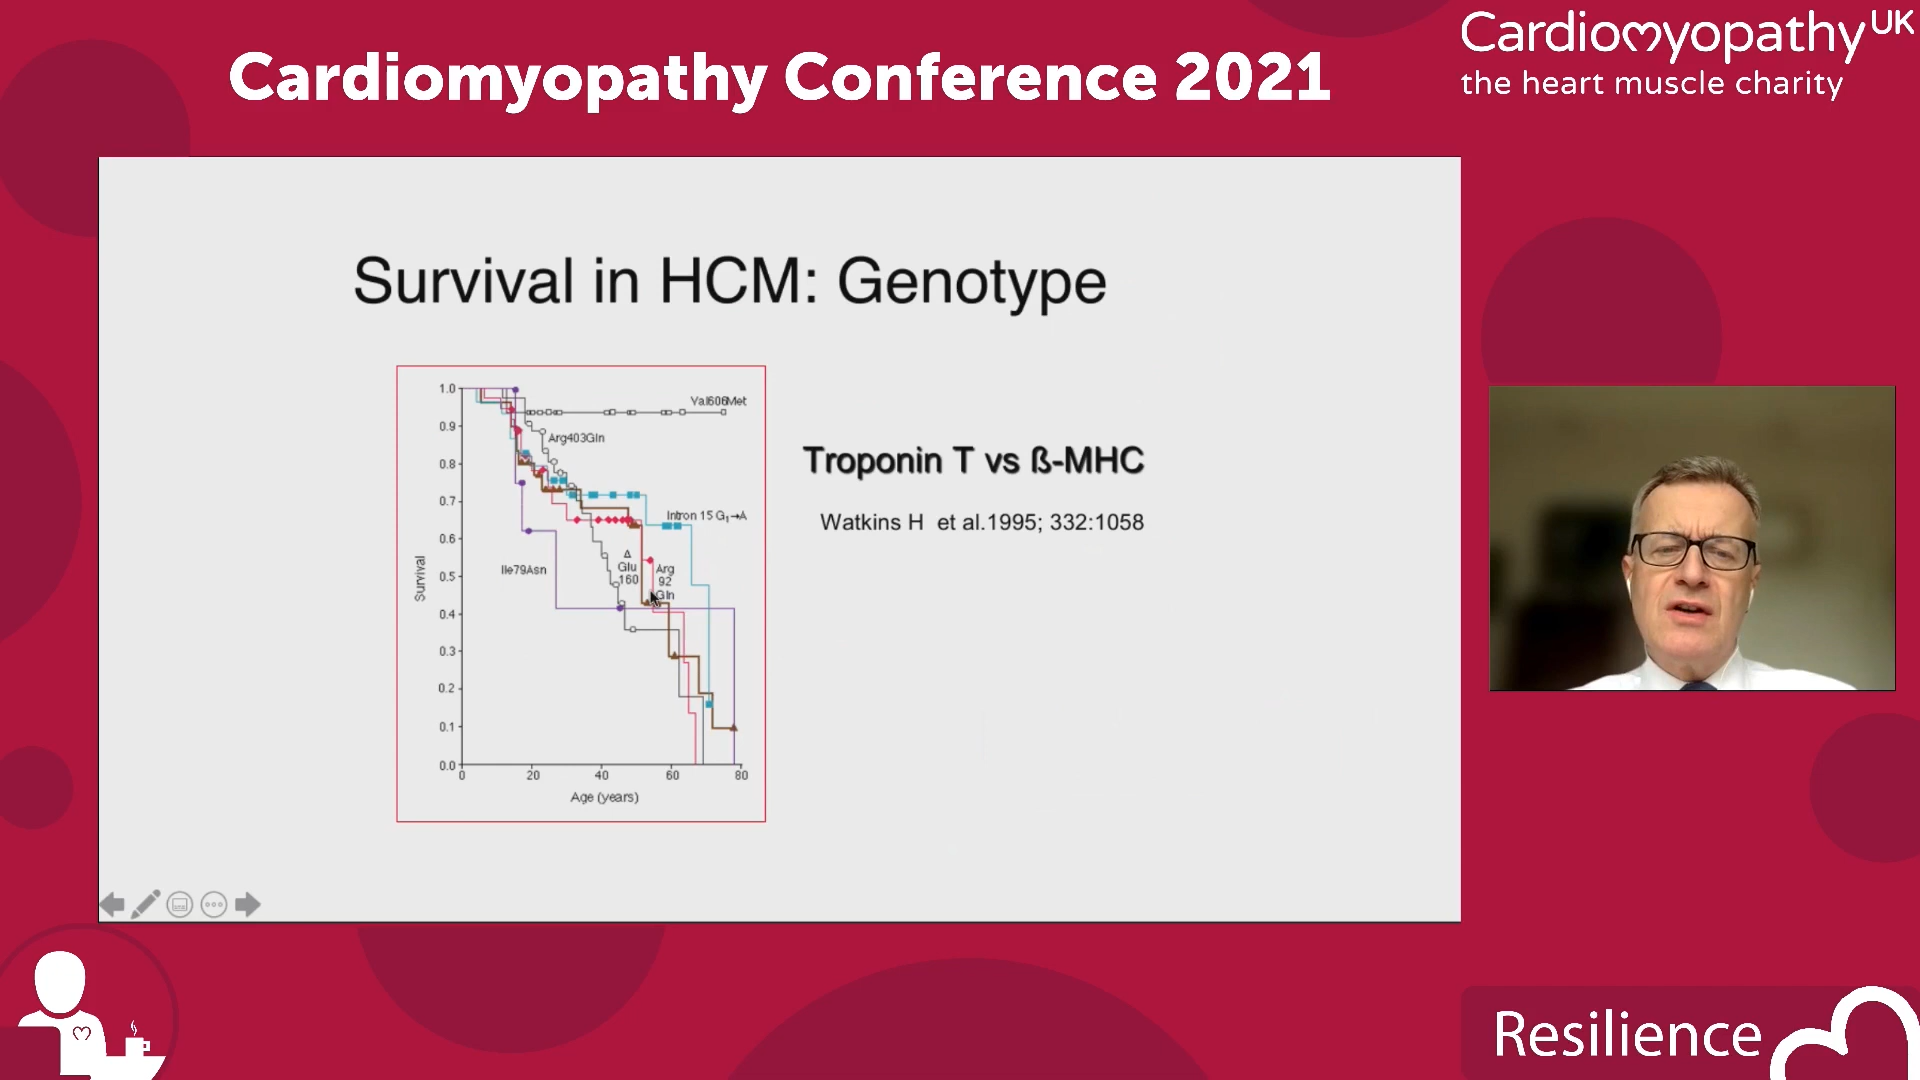 Cardiomyopathy Conference 2021
Cardiomyopathy UK
the heart muscle charity
Survival in HCM: Genotype
1.0
0.9
0.8
0.7
0.6
0.5
0.4
0.3
0.2
0.1
0.0
Survival
0 20 40 60 80
Age (years)
Val606Met
Arg403Gln
Intron 15 G₁→A
Δ
Glu
160
Arg
92
Gln
Ile79Asn
Troponin T vs ß-MHC
Watkins H et al.1995; 332:1058
Resilience